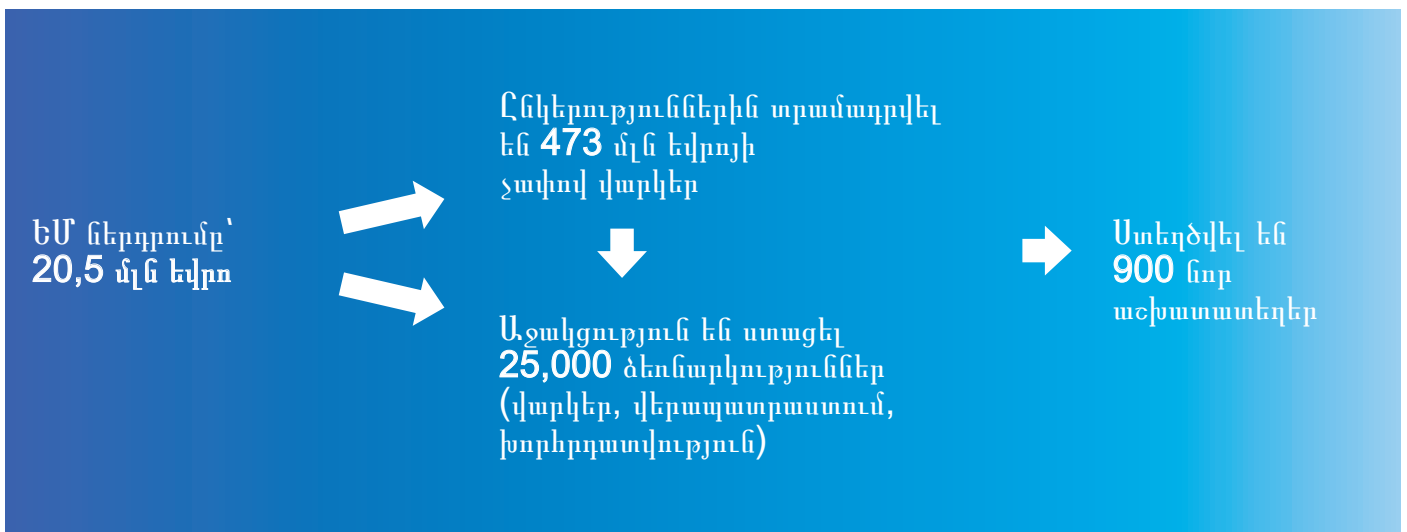 ԵՄ ներդրումը՝
20,5 մլն եվրո
Ընկերություններին տրամադրվել
են 473 մլն եվրոյի
չափով վարկեր
Աջակցություն են ստացել
25,000 ձեռնարկություններ
(վարկեր, վերապատրաստում,
խորհրդատվություն)
Ստեղծվել են
900 նոր
աշխատատեղեր